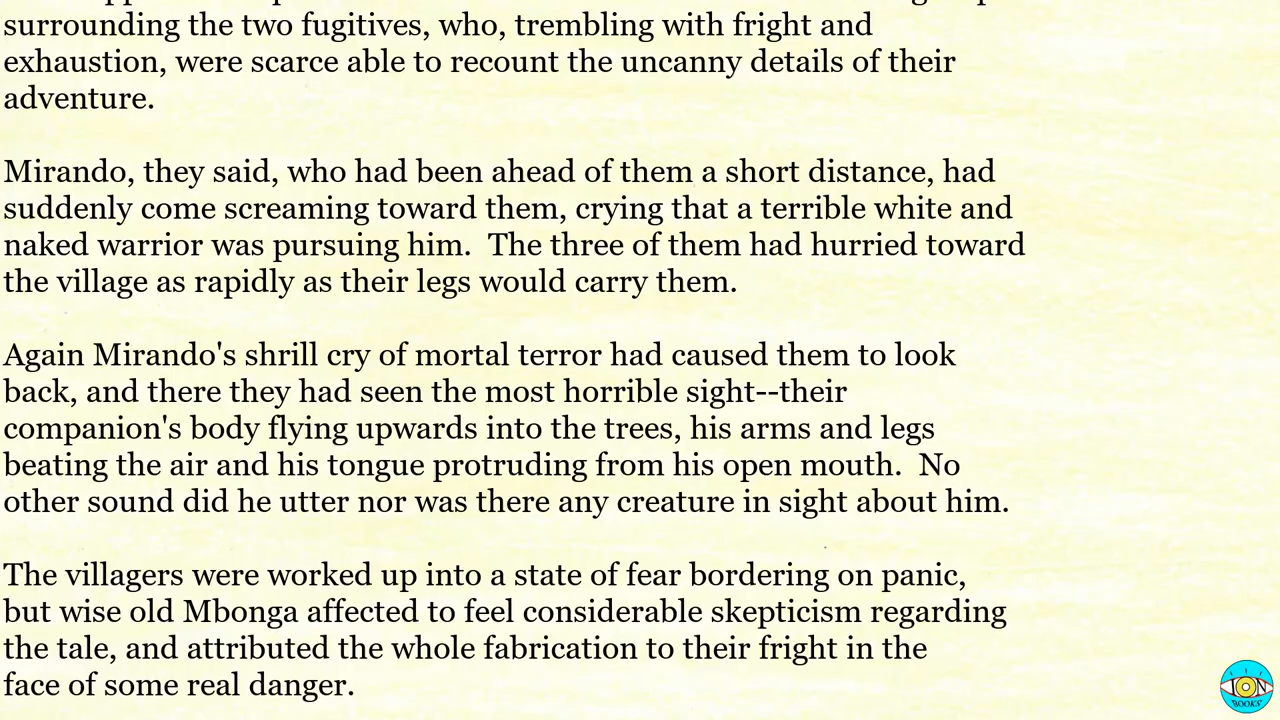 surrounding the two fugitives, who, trembling with fright and
exhaustion, were scarce able to recount the uncanny details of their
adventure.
Mirando, they said, who had been ahead of them a short distance, had
suddenly come screaming toward them, crying that a terrible white and
naked warrior was pursuing him.  The three of them had hurried toward
the village as rapidly as their legs would carry them.
Again Mirando's shrill cry of mortal terror had caused them to look
back, and there they had seen the most horrible sight--their
companion's body flying upwards into the trees, his arms and legs
beating the air and his tongue protruding from his open mouth.  No
other sound did he utter nor was there any creature in sight about him.
The villagers were worked up into a state of fear bordering on panic,
but wise old Mbonga affected to feel considerable skepticism regarding
the tale, and attributed the whole fabrication to their fright in the
face of some real danger.
ION
BOOKS